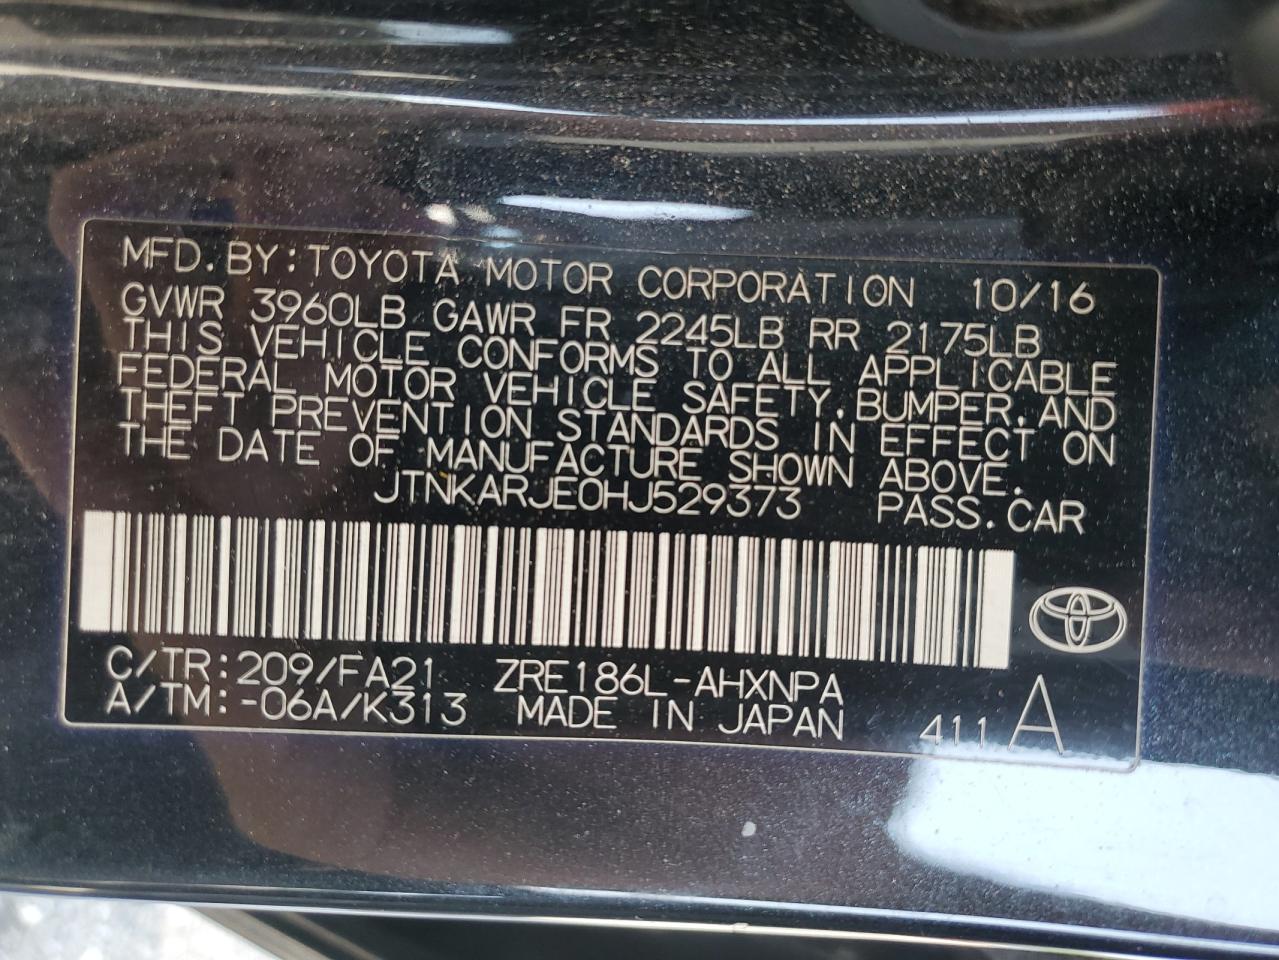 MFD. BY: TOYOTA MOTOR CORPORATION 10/16
GVWR 3960LB GAWR FR 2245LB RR 2175LB
THIS VEHICLE CONFORMS TO ALL APPLICABLE
FEDERAL MOTOR VEHICLE SAFETY, BUMPER, AND
THEFT PREVENTION STANDARDS IN EFFECT ON
THE DATE OF MANUFACTURE SHOWN ABOVE.
JTNKARJE0HJ529373 PASS. CAR
C/TR: 209/FA21 ZRE186L-AHXNPA
A/TM: -06A/K313 MADE IN JAPAN 411 A